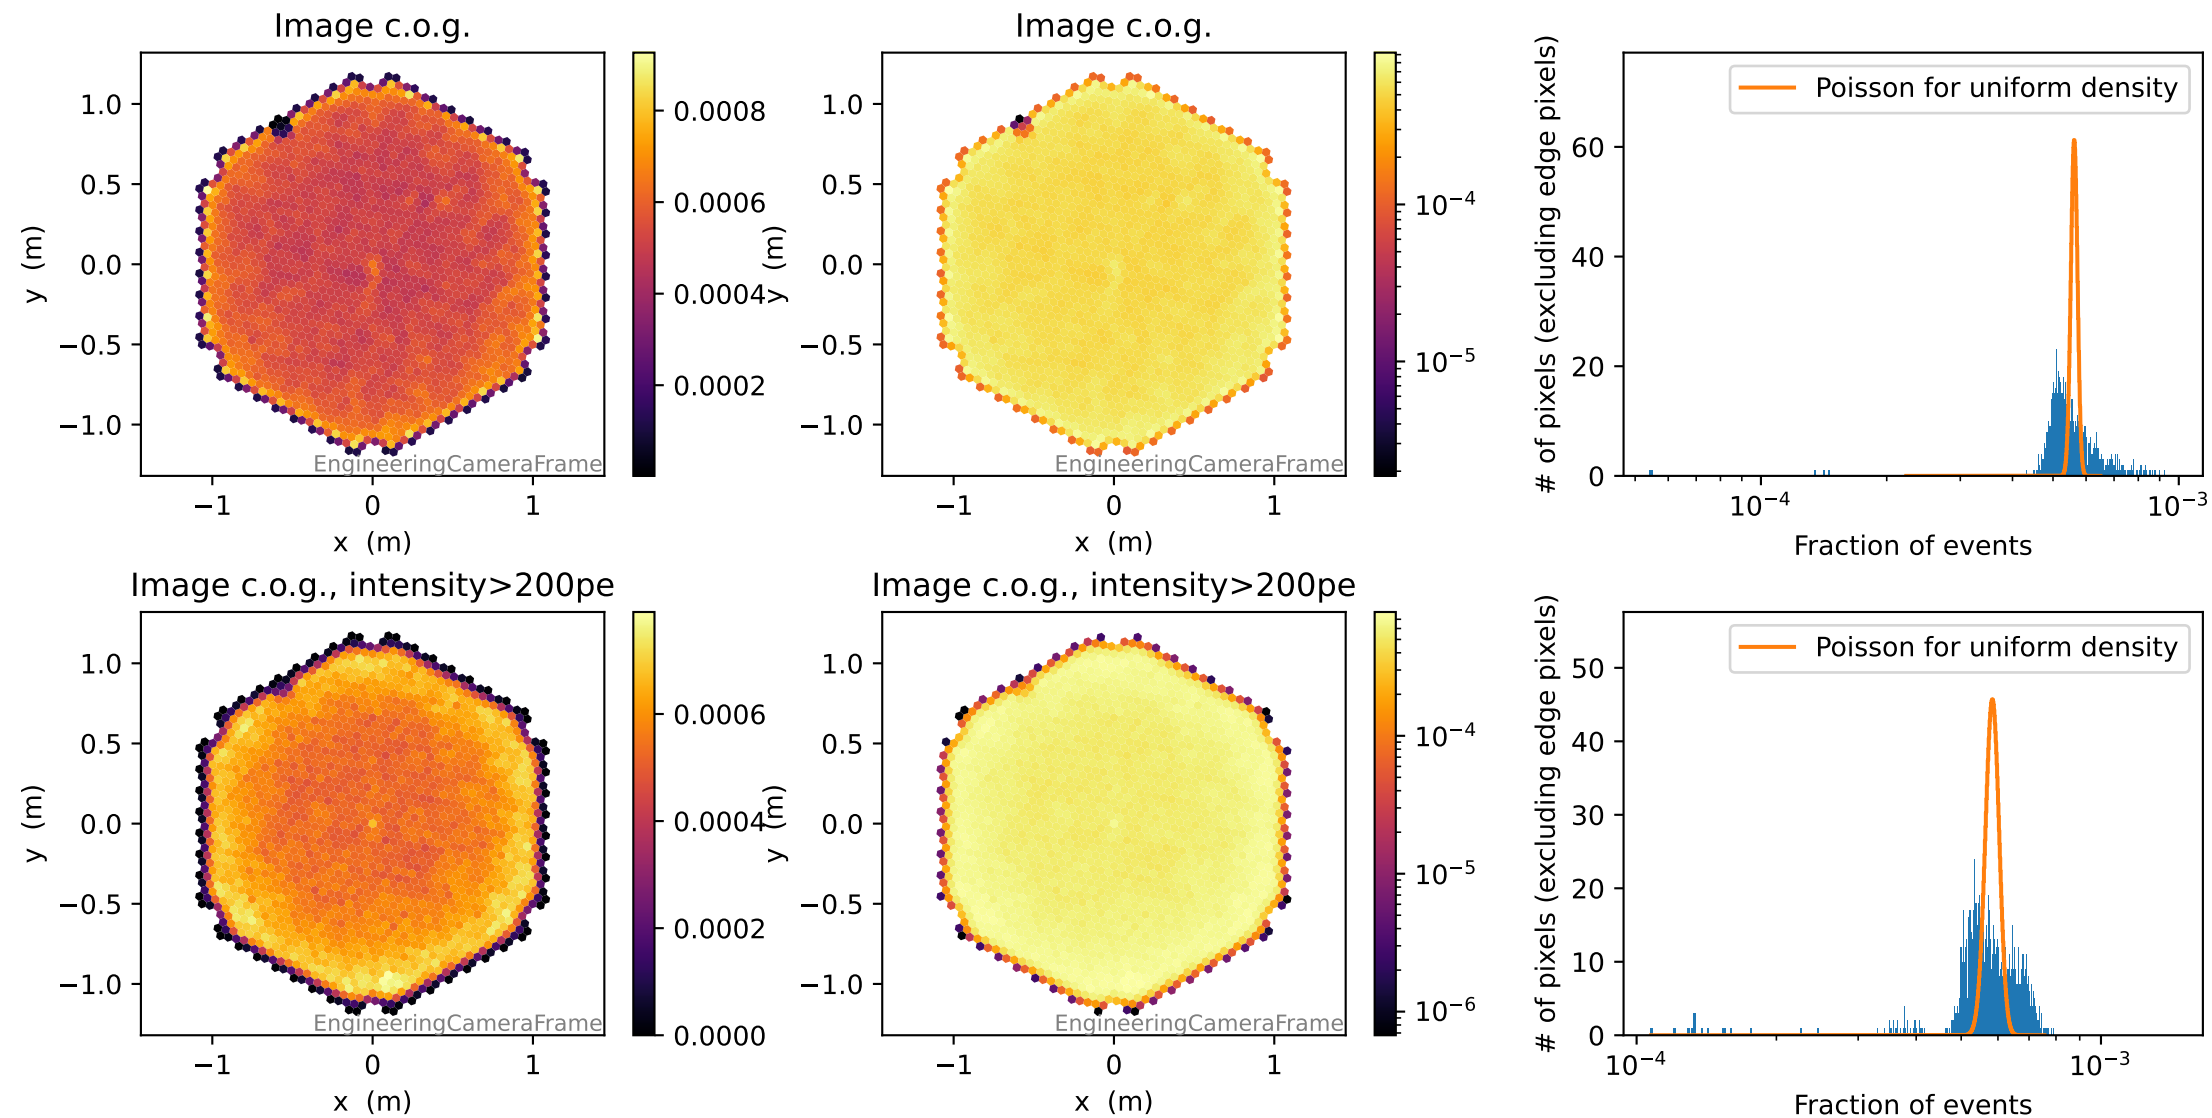 Image c.o.g.
1.0
0.5
0.0
−0.5
−1.0
y (m)
−1 0 1
x (m)
EngineeringCameraFrame
0.0008
0.0006
0.0004
0.0002
Image c.o.g.
1.0
0.5
0.0
−0.5
−1.0
y (m)
−1 0 1
x (m)
EngineeringCameraFrame
10⁻⁴
10⁻⁵
# of pixels (excluding edge pixels)
60
40
20
0
Poisson for uniform density
10⁻⁴ 10⁻³
Fraction of events
Image c.o.g., intensity>200pe
1.0
0.5
0.0
−0.5
−1.0
y (m)
−1 0 1
x (m)
EngineeringCameraFrame
0.0006
0.0004
0.0002
0.0000
Image c.o.g., intensity>200pe
1.0
0.5
0.0
−0.5
−1.0
y (m)
−1 0 1
x (m)
EngineeringCameraFrame
10⁻⁴
10⁻⁵
10⁻⁶
# of pixels (excluding edge pixels)
50
40
30
20
10
0
Poisson for uniform density
10⁻⁴ 10⁻³
Fraction of events